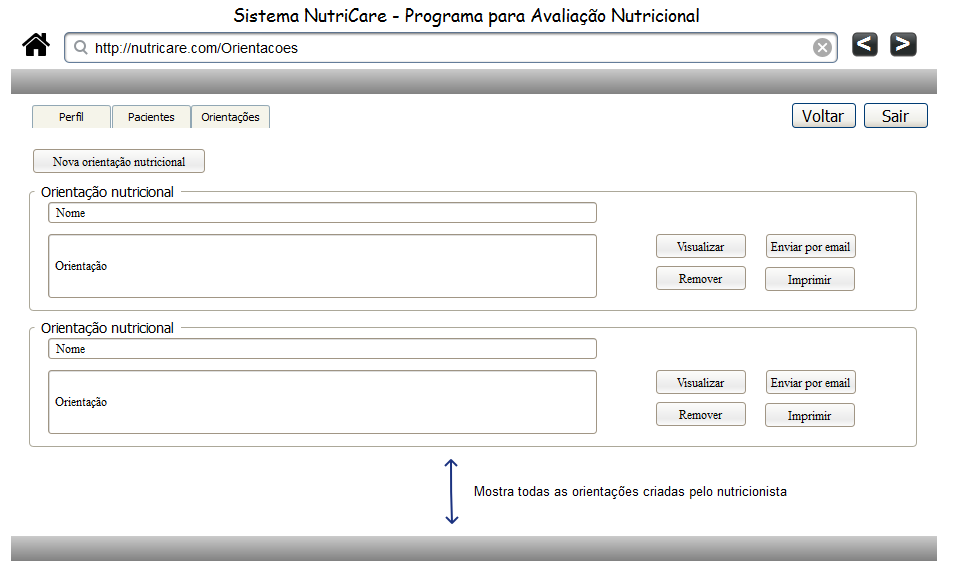 Sistema NutriCare - Programa para Avaliação Nutricional
http://nutricare.com/Orientacoes
< >
Perfil Pacientes Orientações Voltar Sair
Nova orientação nutricional
Orientação nutricional
Nome
Orientação
Visualizar Enviar por email
Remover Imprimir
Orientação nutricional
Nome
Orientação
Visualizar Enviar por email
Remover Imprimir
Mostra todas as orientações criadas pelo nutricionista